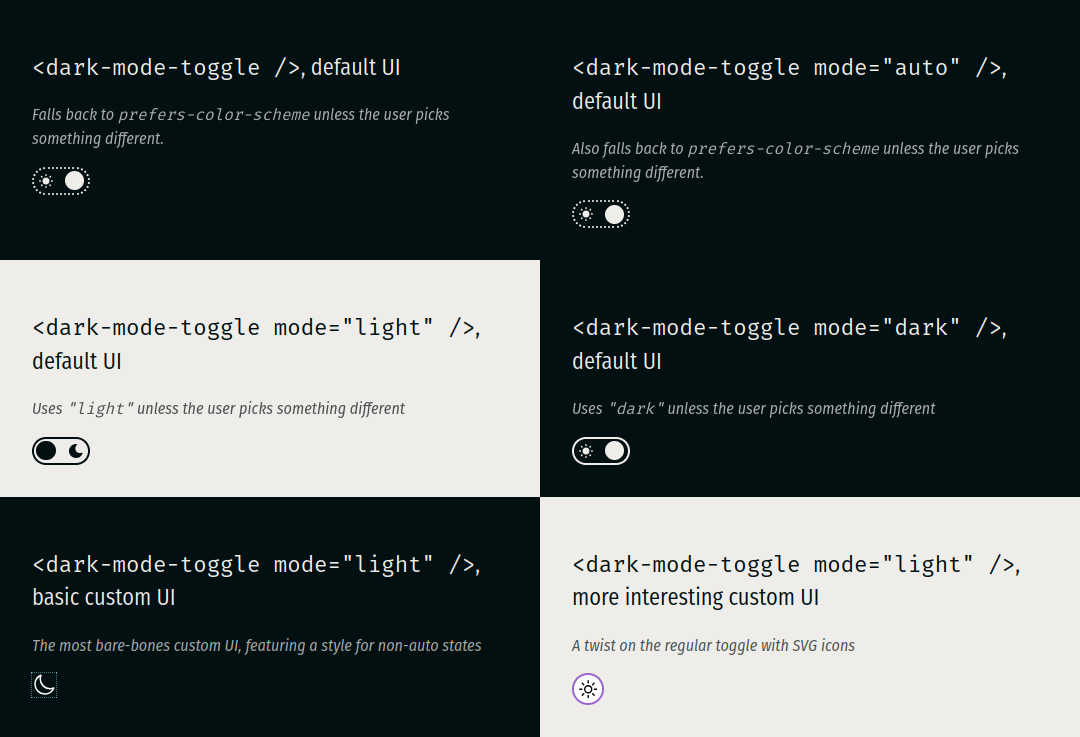 <dark-mode-toggle />, default UI
Falls back to prefers-color-scheme unless the user picks
something different.
<dark-mode-toggle mode="auto" />,
default UI
Also falls back to prefers-color-scheme unless the user picks
something different.
<dark-mode-toggle mode="light" />,
default UI
Uses "light" unless the user picks something different
<dark-mode-toggle mode="dark" />,
default UI
Uses "dark" unless the user picks something different
<dark-mode-toggle mode="light" />,
basic custom UI
The most bare-bones custom UI, featuring a style for non-auto states
<dark-mode-toggle mode="light" />,
more interesting custom UI
A twist on the regular toggle with SVG icons